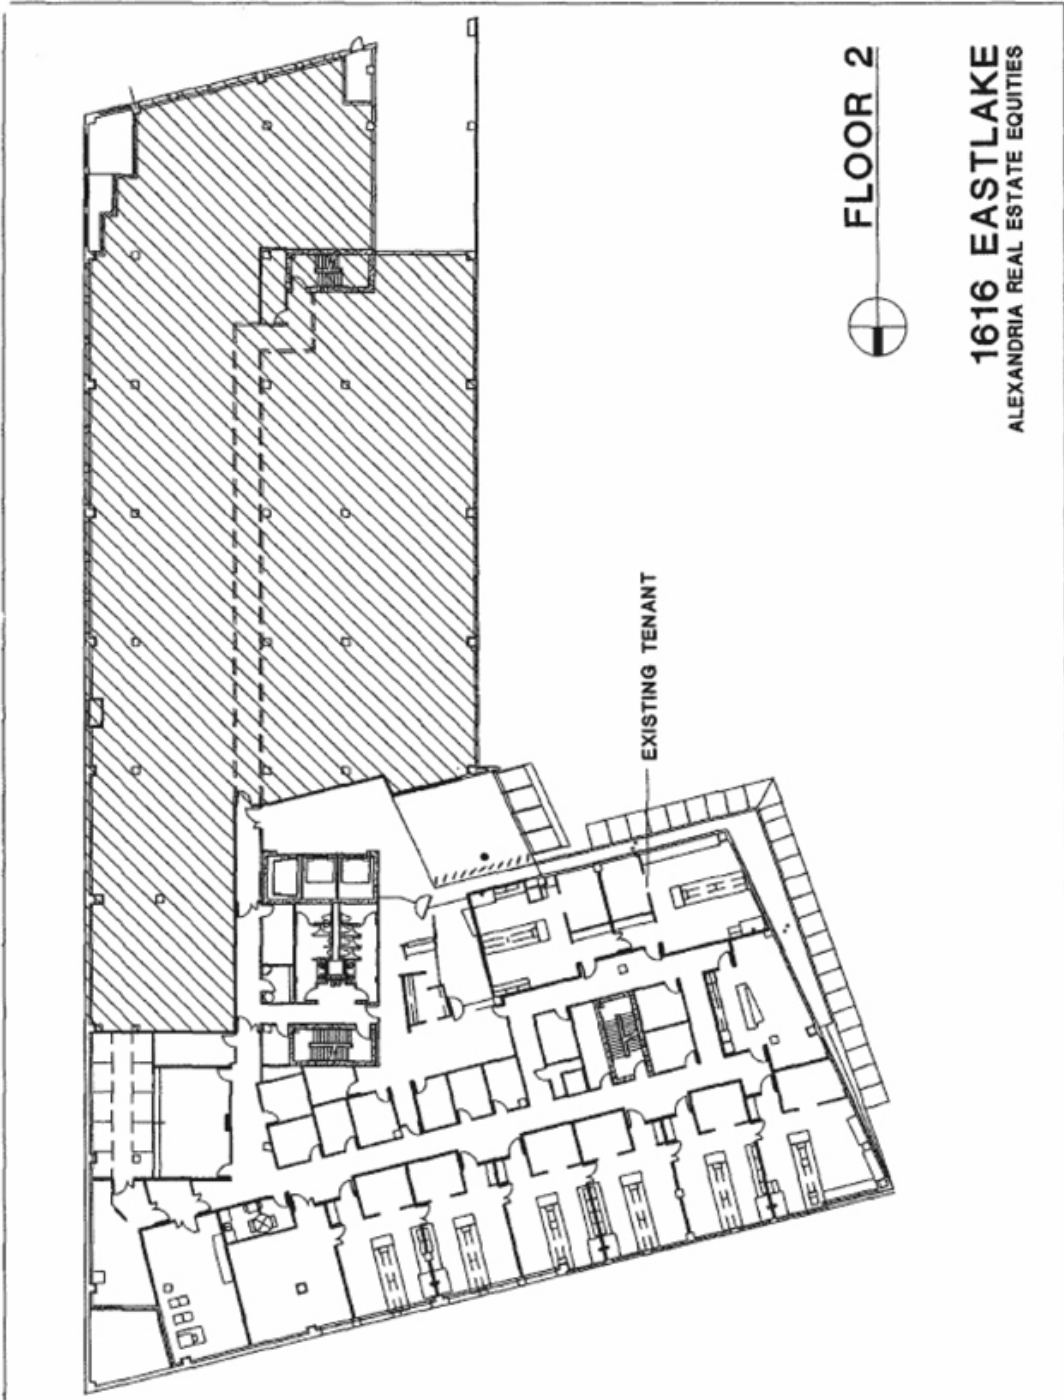 FLOOR 2
1616 EASTLAKE
ALEXANDRIA REAL ESTATE EQUITIES
EXISTING TENANT